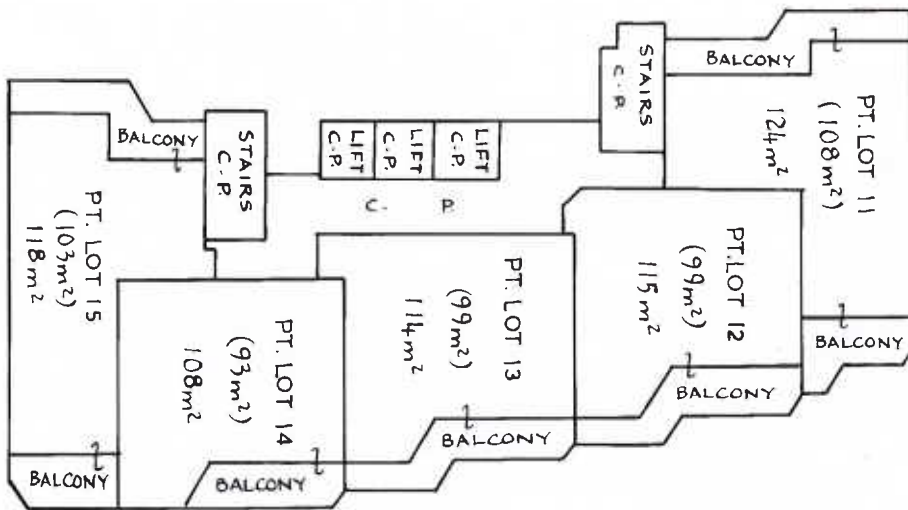 BALCONY
STAIRS
C.P.
LIFT
C.P.
LIFT
C.P.
LIFT
C.P.
STAIRS
C.P.
BALCONY
C. P.
PT. LOT 15
(103m²)
118m²
BALCONY
PT. LOT 14
(93m²)
108m²
BALCONY
PT. LOT 13
(99m²)
114m²
BALCONY
PT. LOT 12
(99m²)
115m²
BALCONY
PT. LOT 11
(108m²)
124m²
BALCONY